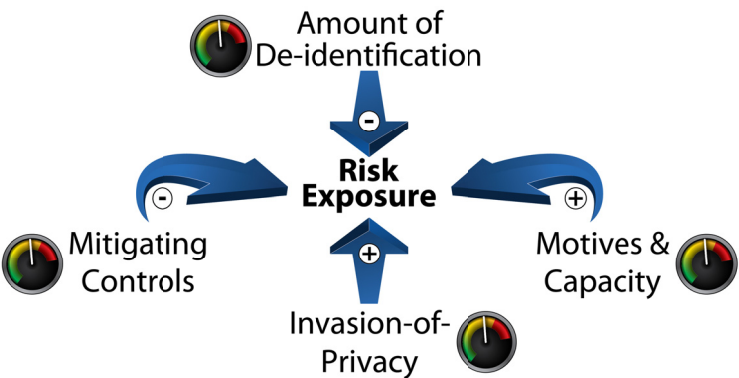 Amount of
De-identification
-
Risk
Exposure
-
+
Mitigating
Controls
Motives &
Capacity
+
Invasion-of-
Privacy